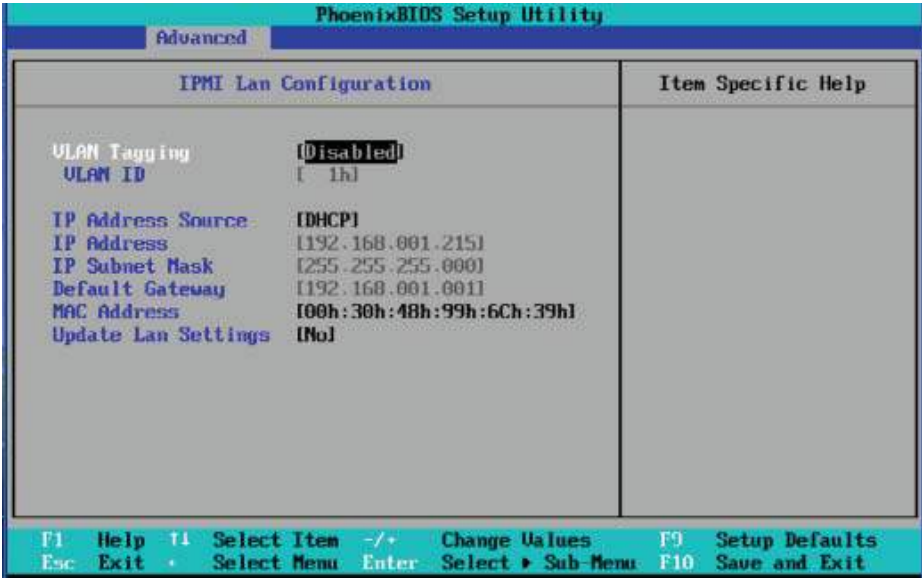 PhoenixBIOS Setup Utility
Advanced
IPMI Lan Configuration
Item Specific Help
VLAN Tagging [Disabled]
VLAN ID [ 1h]
IP Address Source [DHCP]
IP Address [192.168.001.215]
IP Subnet Mask [255.255.255.000]
Default Gateway [192.168.001.001]
MAC Address [00h:30h:48h:99h:6Ch:39h]
Update Lan Settings [No]
F1 Help ↑↓ Select Item -/+ Change Values F9 Setup Defaults
Esc Exit Select Menu Enter Select ▶ Sub-Menu F10 Save and Exit